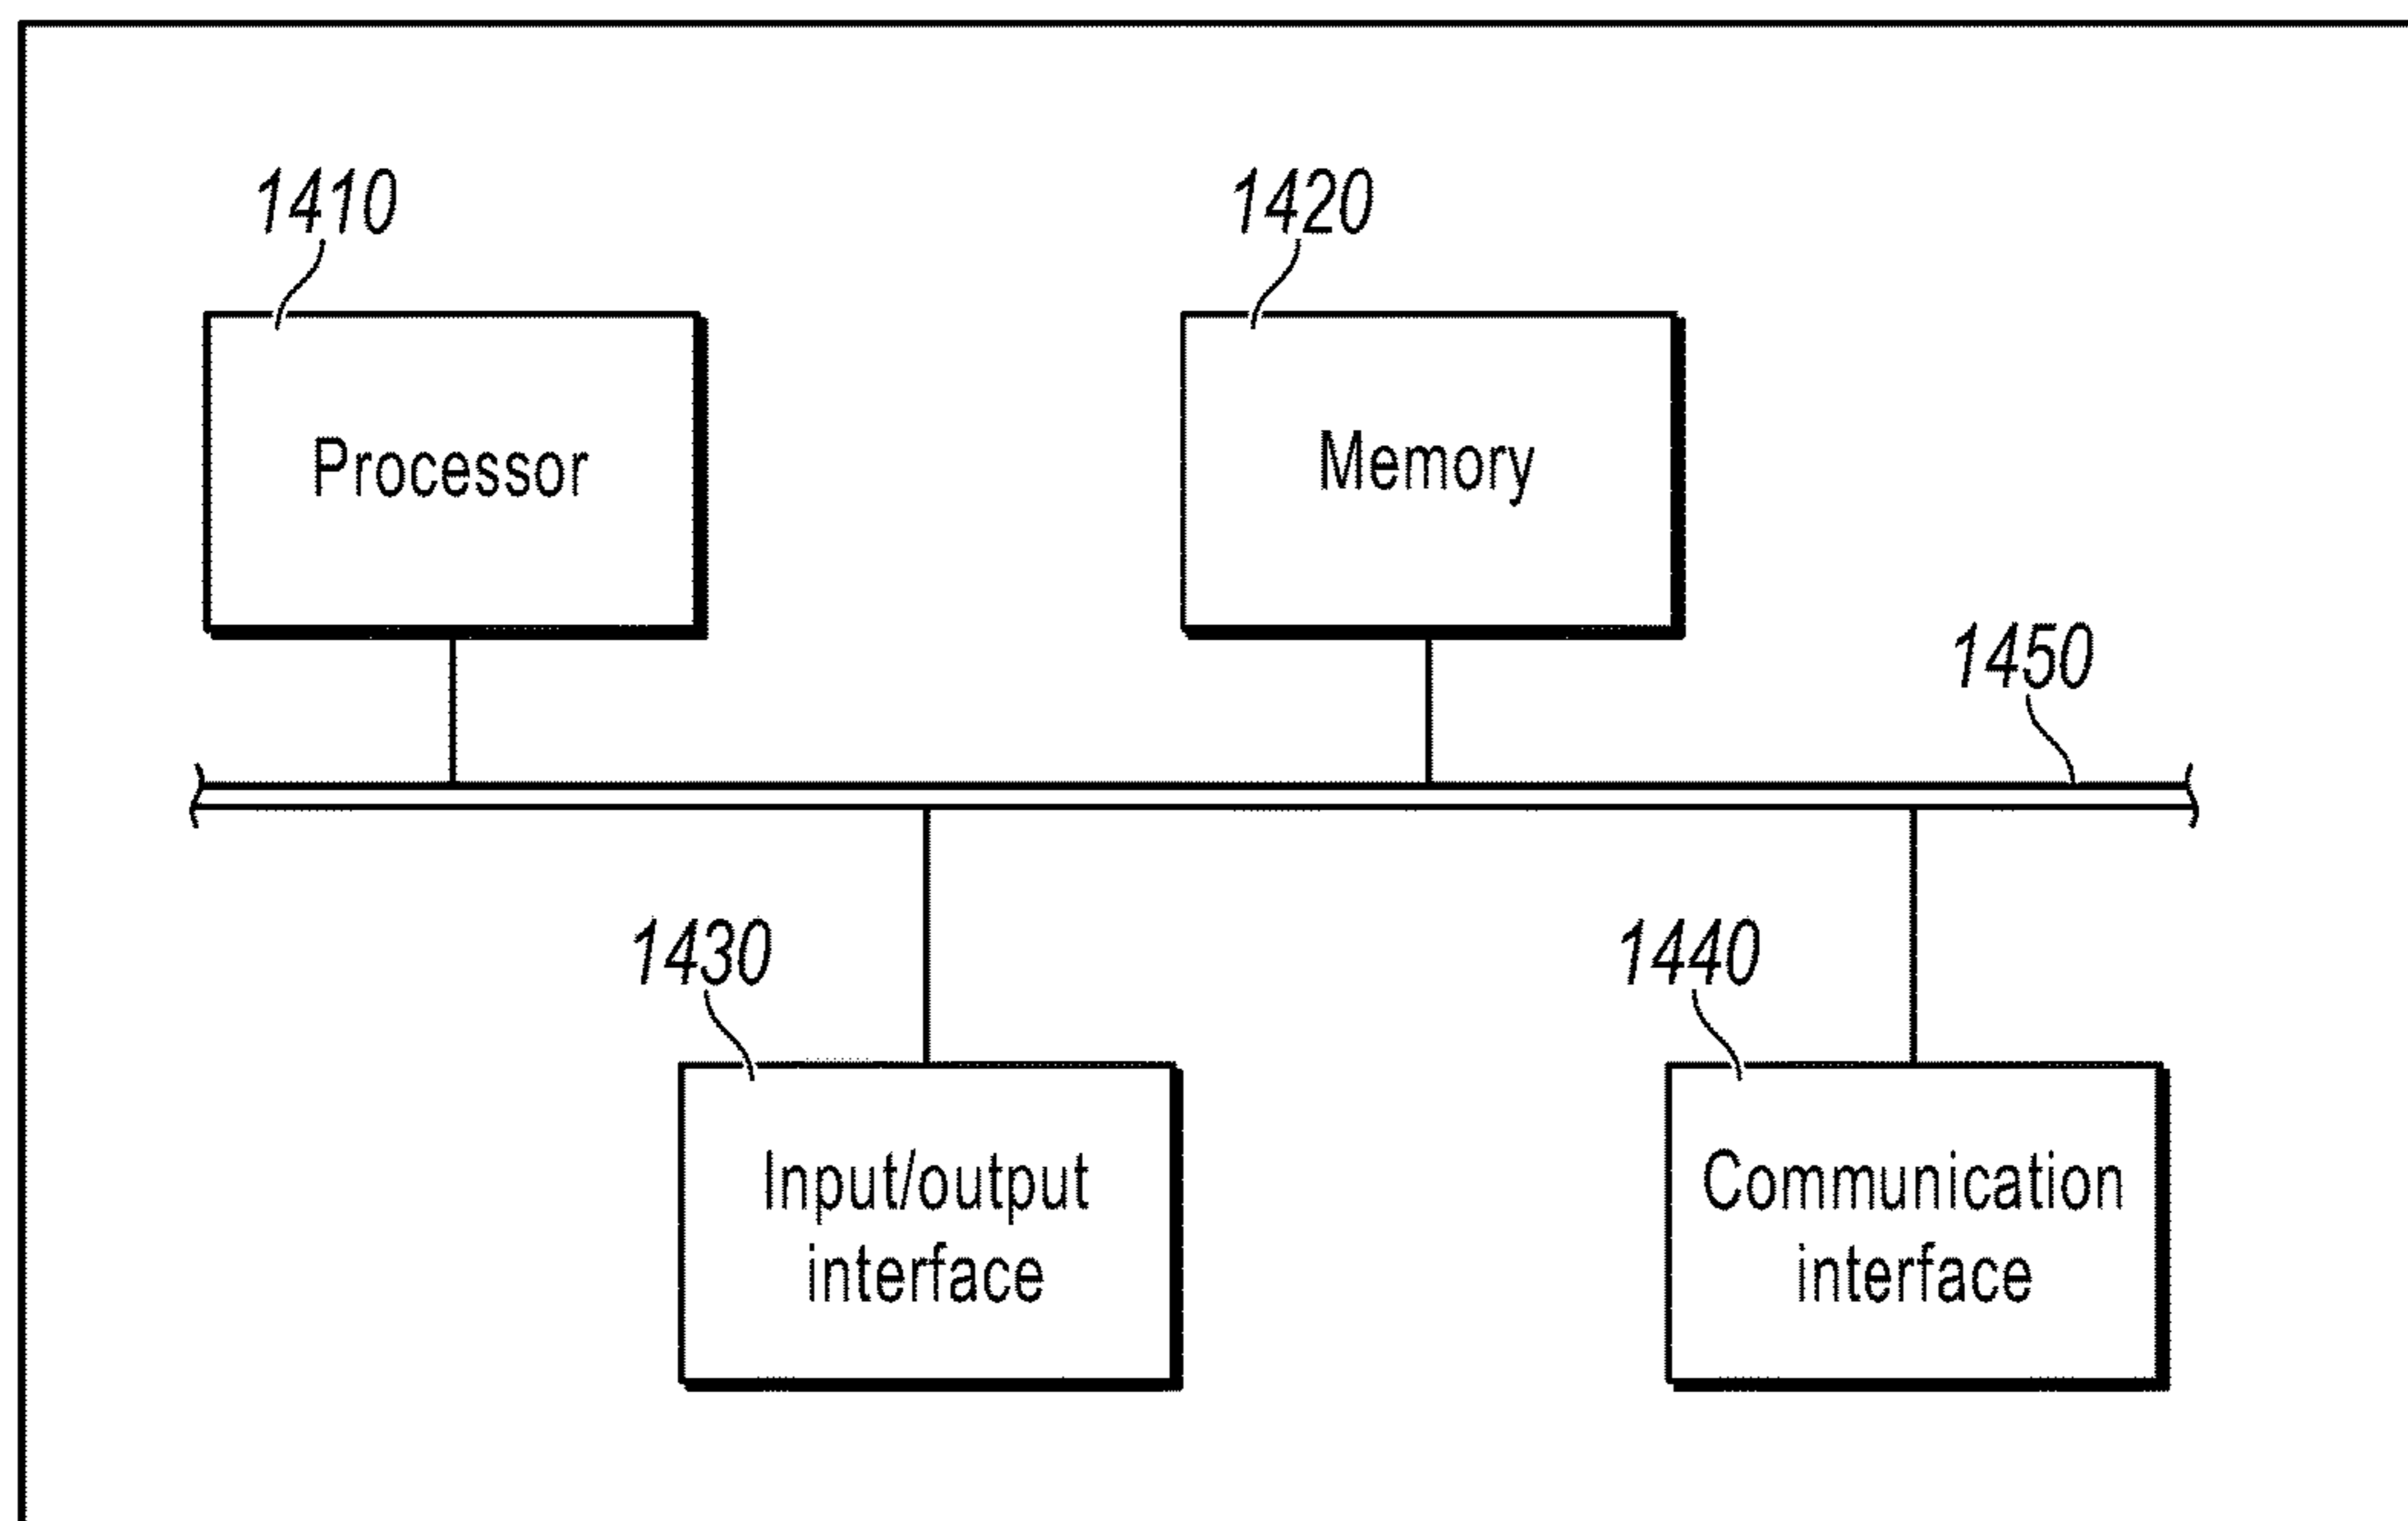 1410
1420
Processor
Memory
1450
1430
1440
Input/output
interface
Communication
interface